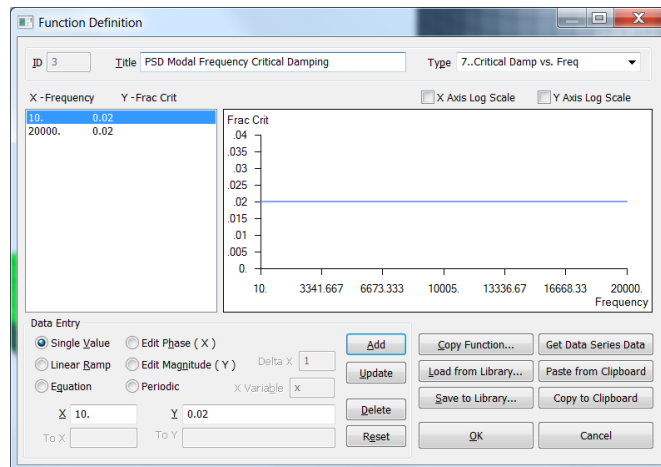 Function Definition
ID 3 Title PSD Modal Frequency Critical Damping Type 7..Critical Damp vs. Freq
X -Frequency Y -Frac Crit X Axis Log Scale Y Axis Log Scale
10. 0.02
20000. 0.02
Frac Crit
.04
.035
.03
.025
.02
.015
.01
.005
0.
10. 3341.667 6673.333 10005. 13336.67 16668.33 20000.
Frequency
Data Entry
Single Value Edit Phase ( X ) Add Copy Function... Get Data Series Data
Linear Ramp Edit Magnitude ( Y ) Delta X 1 Update Load from Library... Paste from Clipboard
Equation Periodic X Variable x Save to Library... Copy to Clipboard
X 10. Y 0.02 Delete
To X To Y Reset OK Cancel